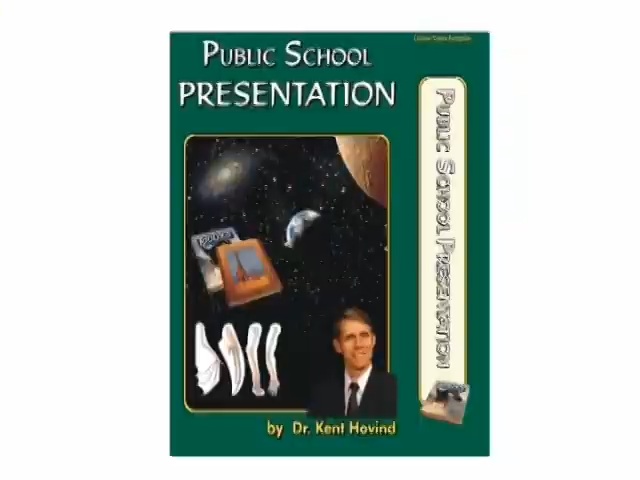 PUBLIC SCHOOL
PRESENTATION
PUBLIC SCHOOL PRESENTATION
by Dr. Kent Hovind